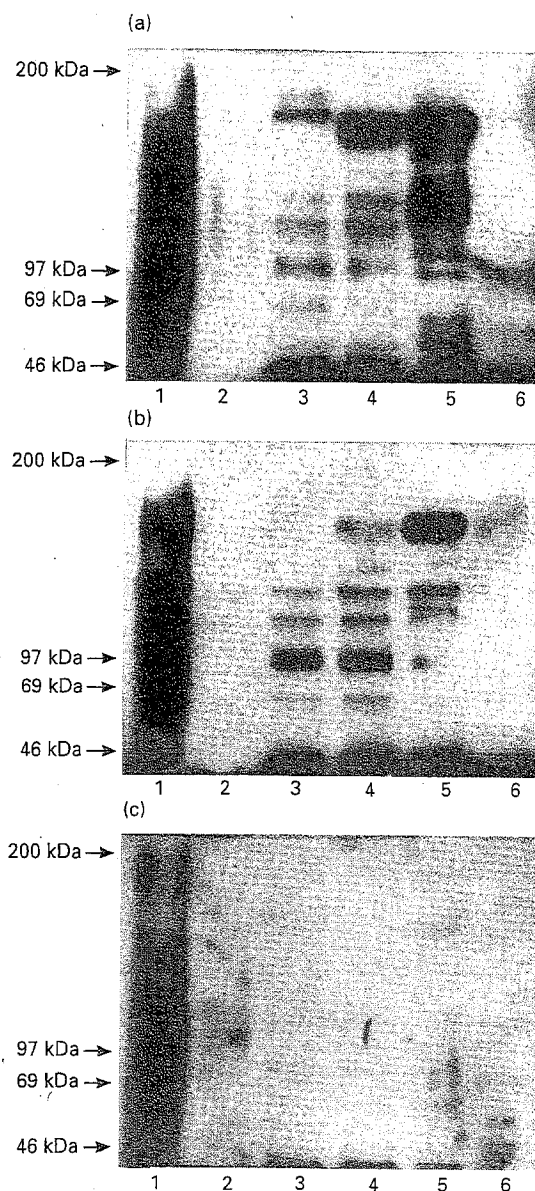 (a)
200 kDa →
97 kDa →
69 kDa →
46 kDa →
1 2 3 4 5 6
(b)
200 kDa →
97 kDa →
69 kDa →
46 kDa →
1 2 3 4 5 6
(c)
200 kDa →
97 kDa →
69 kDa →
46 kDa →
1 2 3 4 5 6